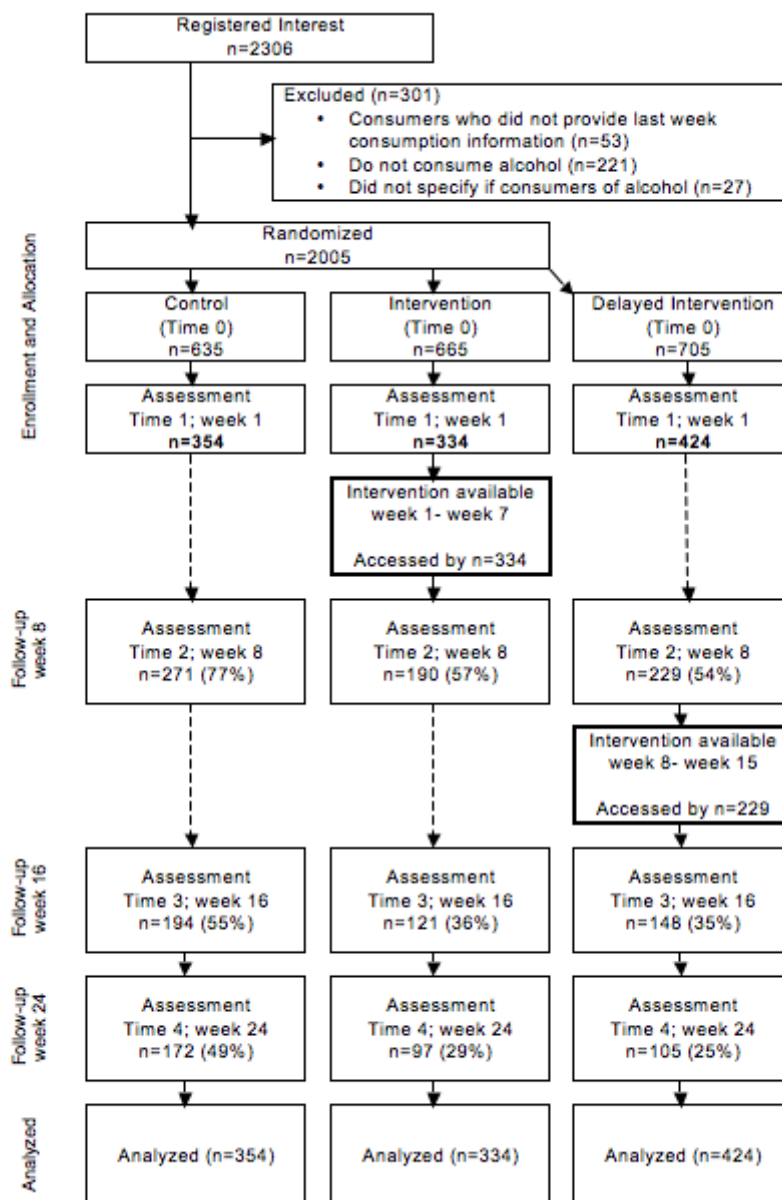 Registered Interest
n=2306
Excluded (n=301)
• Consumers who did not provide last week
consumption information (n=53)
• Do not consume alcohol (n=221)
• Did not specify if consumers of alcohol (n=27)
Enrollment and Allocation
Randomized
n=2005
Control
(Time 0)
n=635
Intervention
(Time 0)
n=665
Delayed Intervention
(Time 0)
n=705
Assessment
Time 1; week 1
n=354
Assessment
Time 1; week 1
n=334
Assessment
Time 1; week 1
n=424
Intervention available
week 1- week 7
Accessed by n=334
Follow-up
week 8
Assessment
Time 2; week 8
n=271 (77%)
Assessment
Time 2; week 8
n=190 (57%)
Assessment
Time 2; week 8
n=229 (54%)
Intervention available
week 8- week 15
Accessed by n=229
Follow-up
week 16
Assessment
Time 3; week 16
n=194 (55%)
Assessment
Time 3; week 16
n=121 (36%)
Assessment
Time 3; week 16
n=148 (35%)
Follow-up
week 24
Assessment
Time 4; week 24
n=172 (49%)
Assessment
Time 4; week 24
n=97 (29%)
Assessment
Time 4; week 24
n=105 (25%)
Analyzed
Analyzed (n=354)
Analyzed (n=334)
Analyzed (n=424)